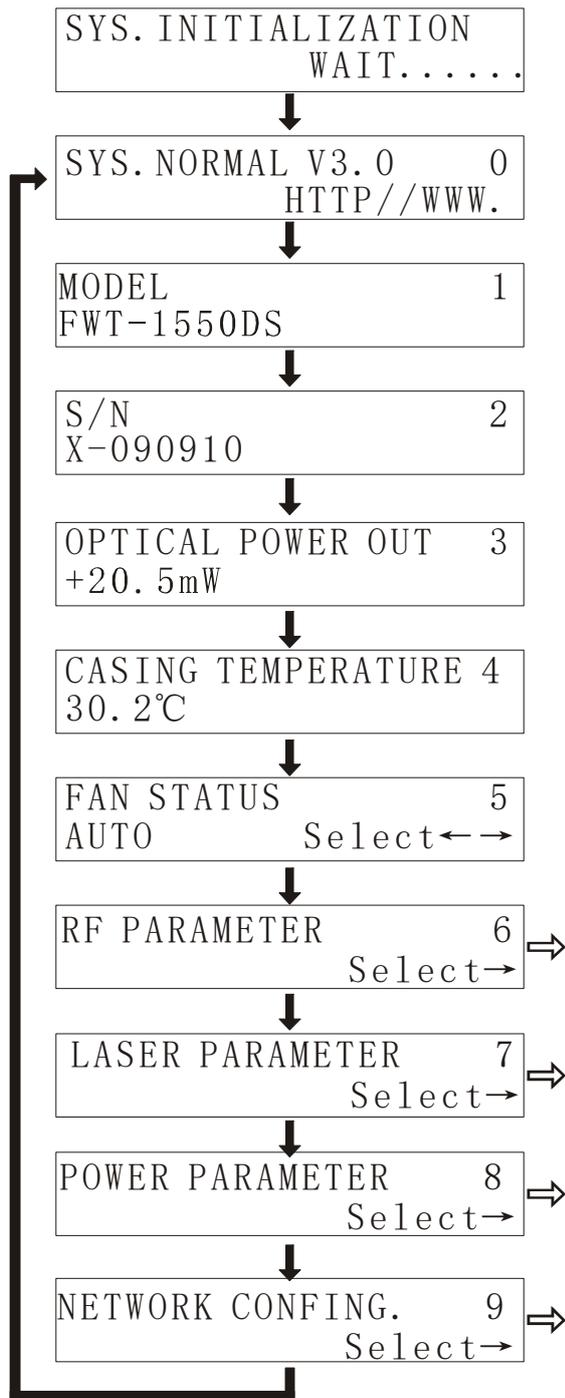 SYS. INITIALIZATION
WAIT......
SYS. NORMAL V3.0 0
HTTP//WWW.
MODEL 1
FWT-1550DS
S/N 2
X-090910
OPTICAL POWER OUT 3
+20.5mW
CASING TEMPERATURE 4
30.2℃
FAN STATUS 5
AUTO Select←→
RF PARAMETER 6
Select→
LASER PARAMETER 7
Select→
POWER PARAMETER 8
Select→
NETWORK CONFING. 9
Select→